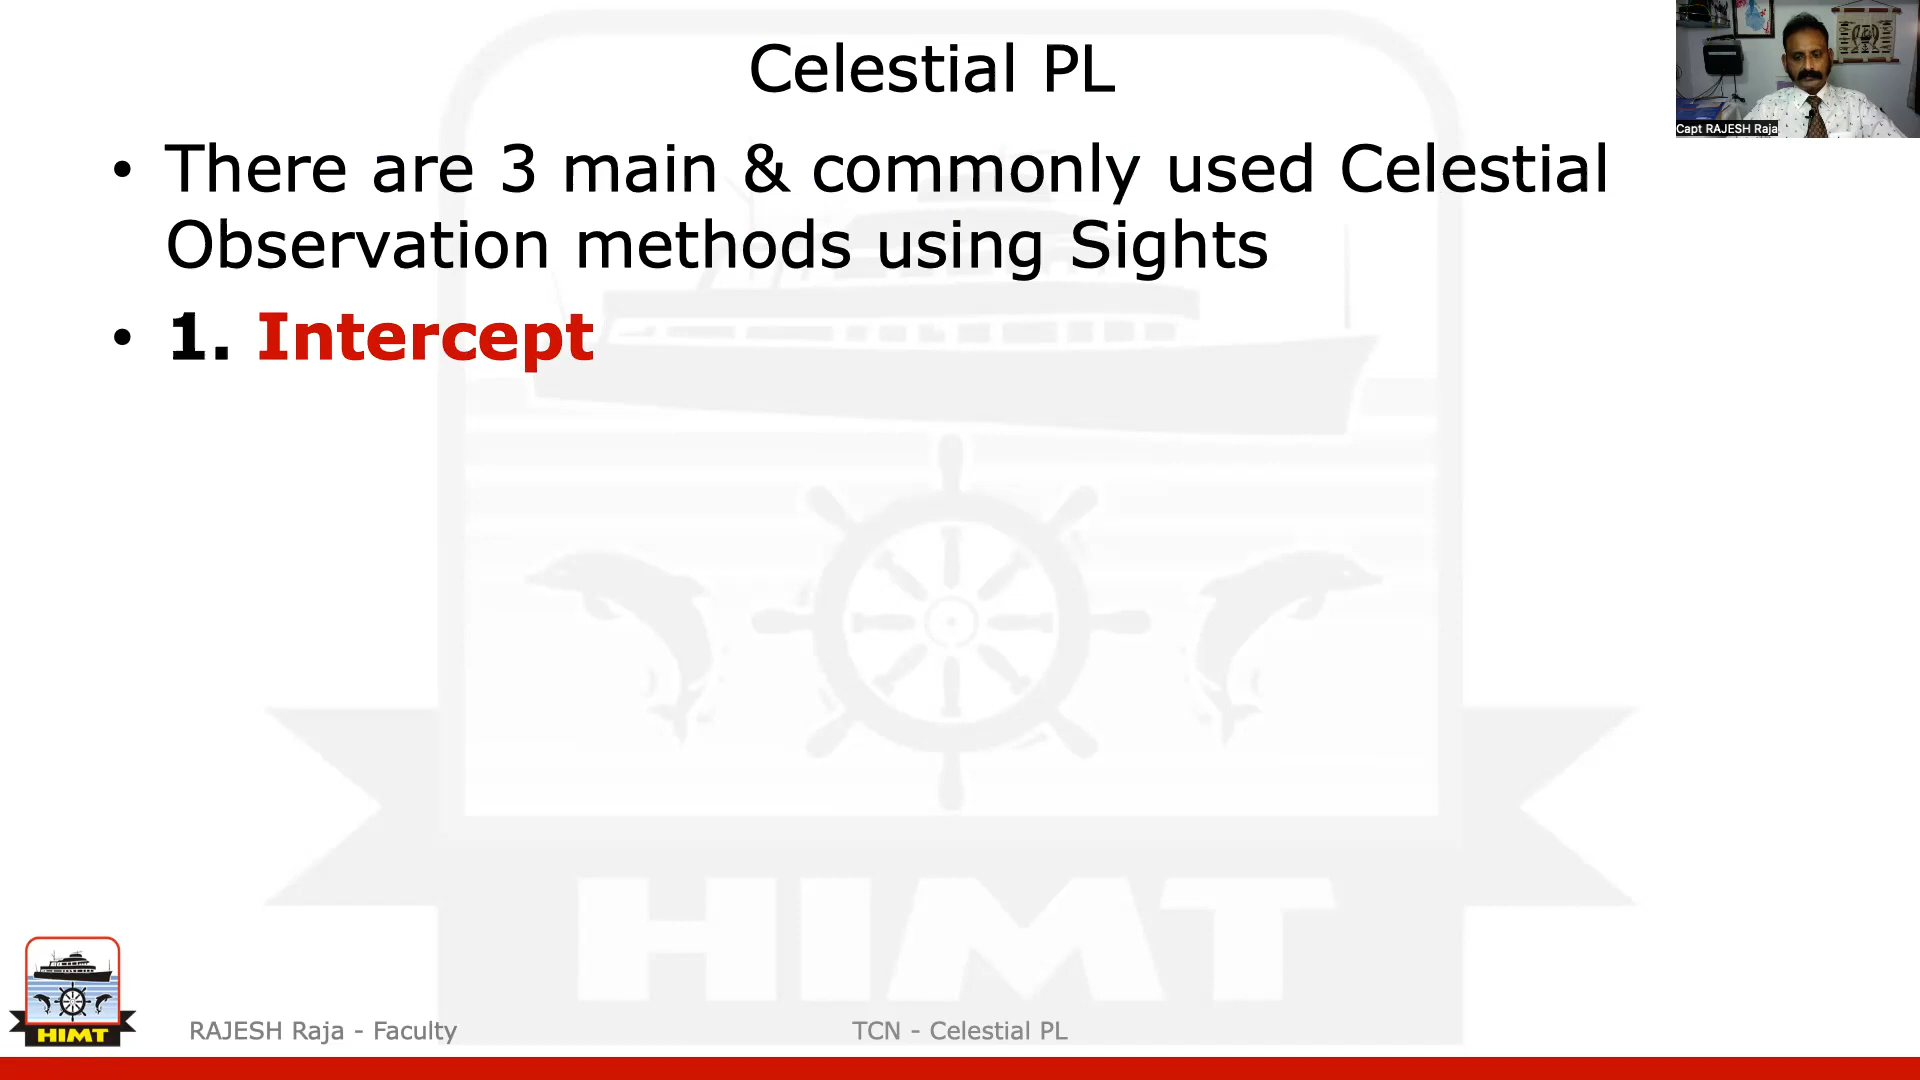 Celestial PL
Capt RAJESH Raja
• There are 3 main & commonly used Celestial
Observation methods using Sights
• 1. Intercept
HIMT
HIMT
RAJESH Raja - Faculty
TCN - Celestial PL